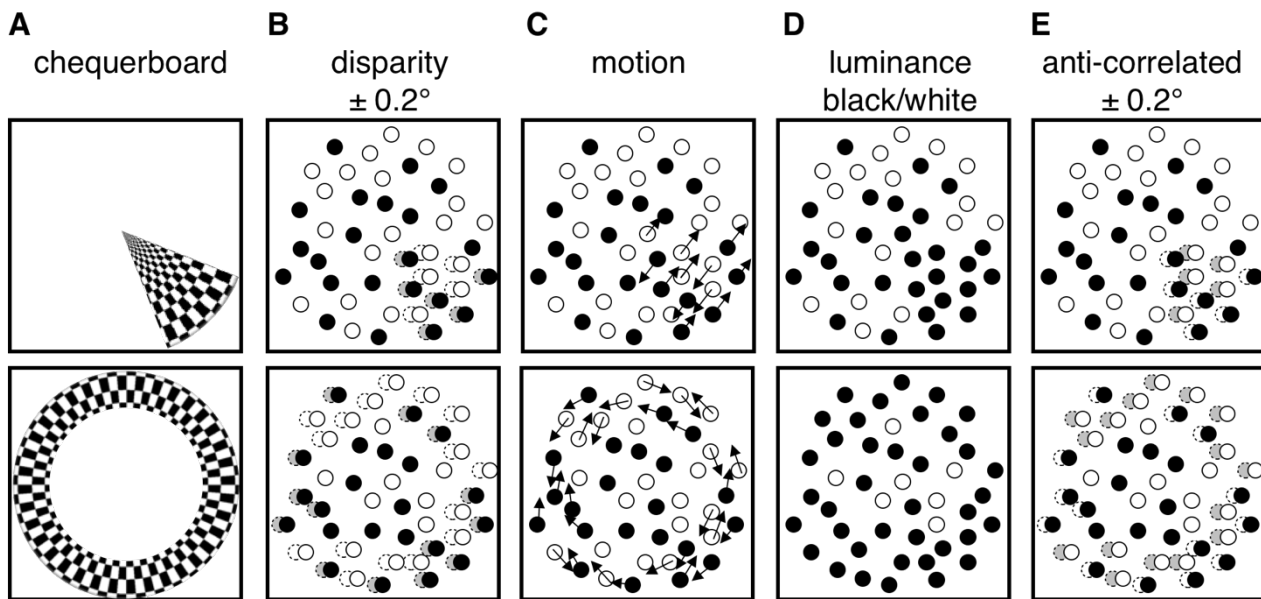 A
chequerboard
B
disparity
± 0.2°
C
motion
D
luminance
black/white
E
anti-correlated
± 0.2°